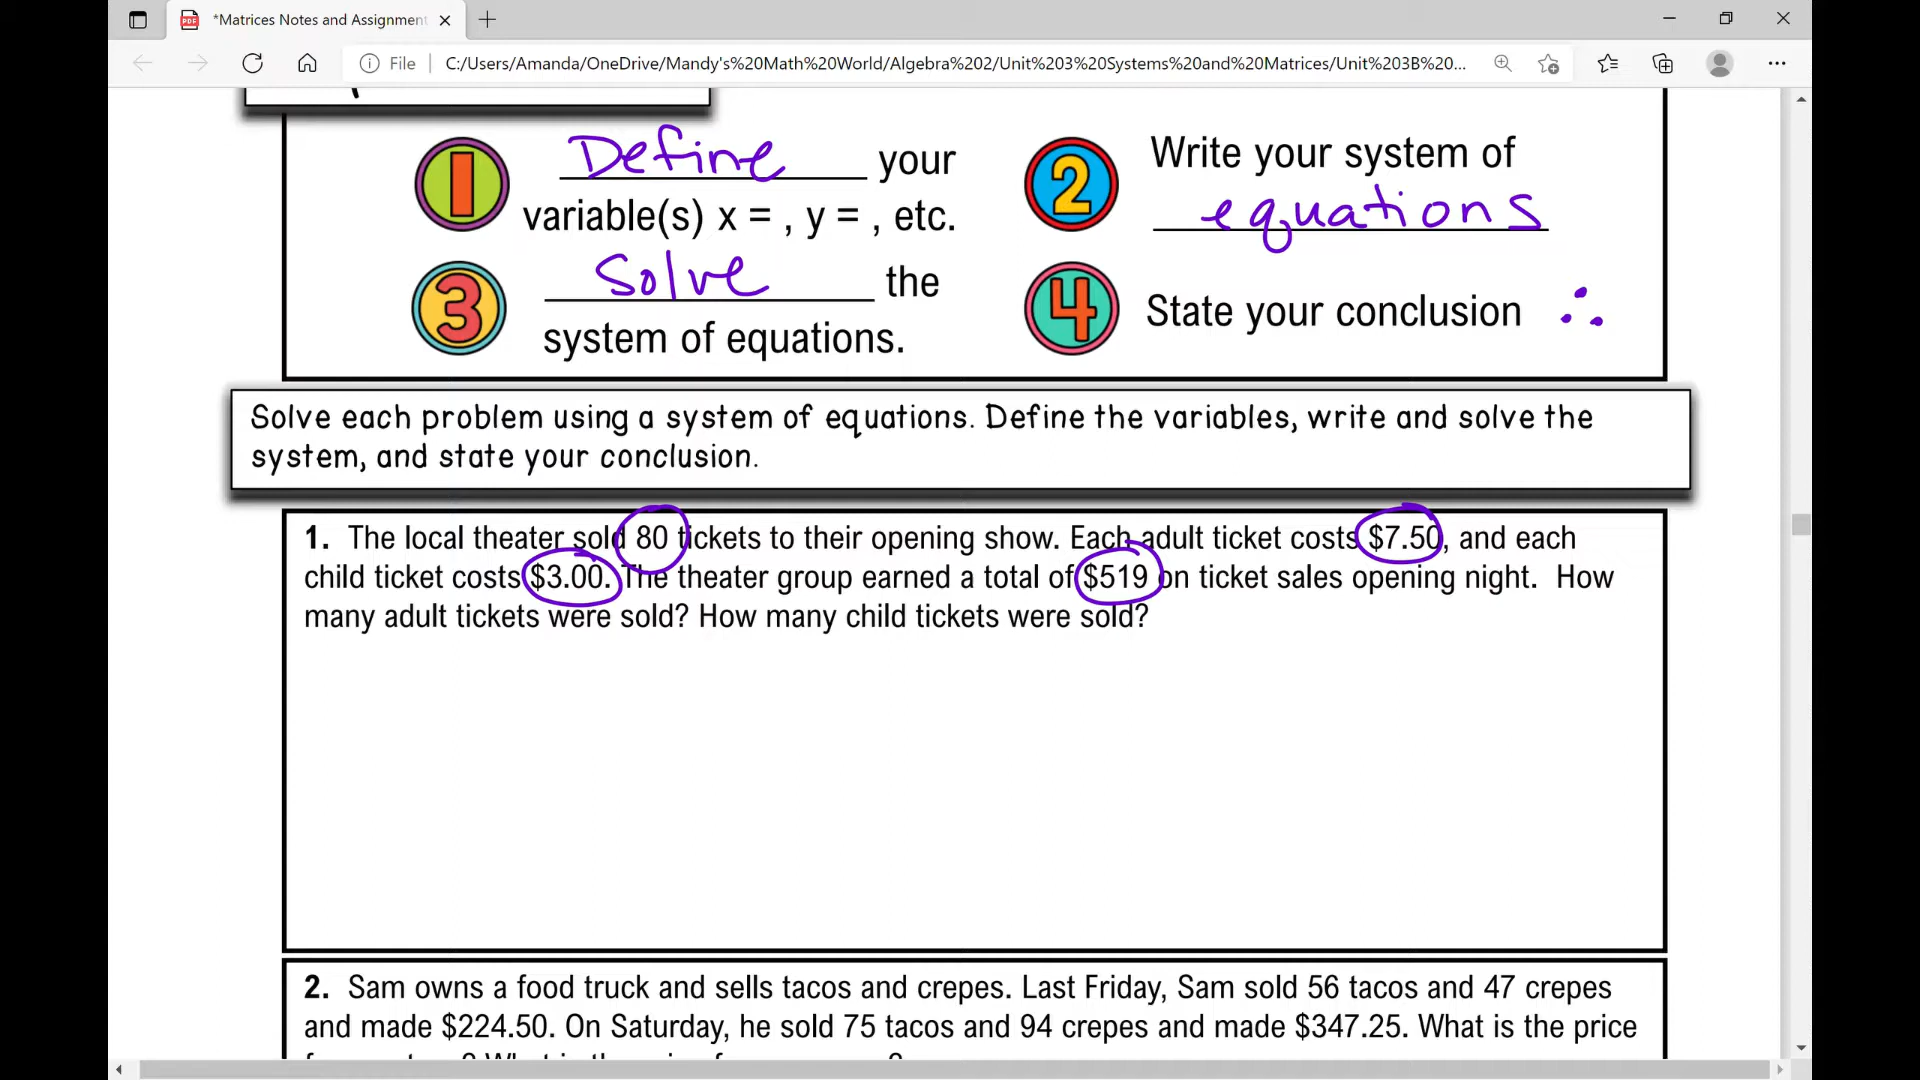 *Matrices Notes and Assignment
File C:/Users/Amanda/OneDrive/Mandy's%20Math%20World/Algebra%202/Unit%203%20Systems%20and%20Matrices/Unit%203B%20...
1 Define your
variable(s) x = , y = , etc.
2 Write your system of
equations
3 Solve the
system of equations.
4 State your conclusion ∴
Solve each problem using a system of equations. Define the variables, write and solve the
system, and state your conclusion.
1. The local theater sold 80 tickets to their opening show. Each adult ticket costs $7.50, and each
child ticket costs $3.00. The theater group earned a total of $519 on ticket sales opening night. How
many adult tickets were sold? How many child tickets were sold?
2. Sam owns a food truck and sells tacos and crepes. Last Friday, Sam sold 56 tacos and 47 crepes
and made $224.50. On Saturday, he sold 75 tacos and 94 crepes and made $347.25. What is the price